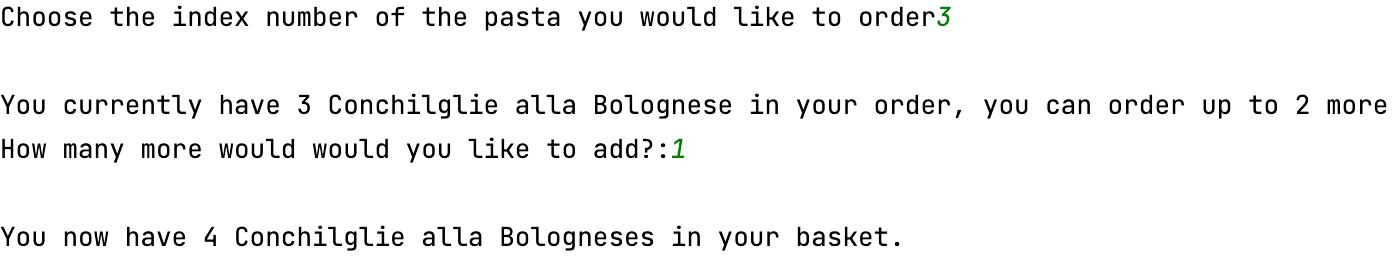 Choose the index number of the pasta you would like to order3
You currently have 3 Conchilglie alla Bolognese in your order, you can order up to 2 more
How many more would would you like to add?:1
You now have 4 Conchilglie alla Bologneses in your basket.